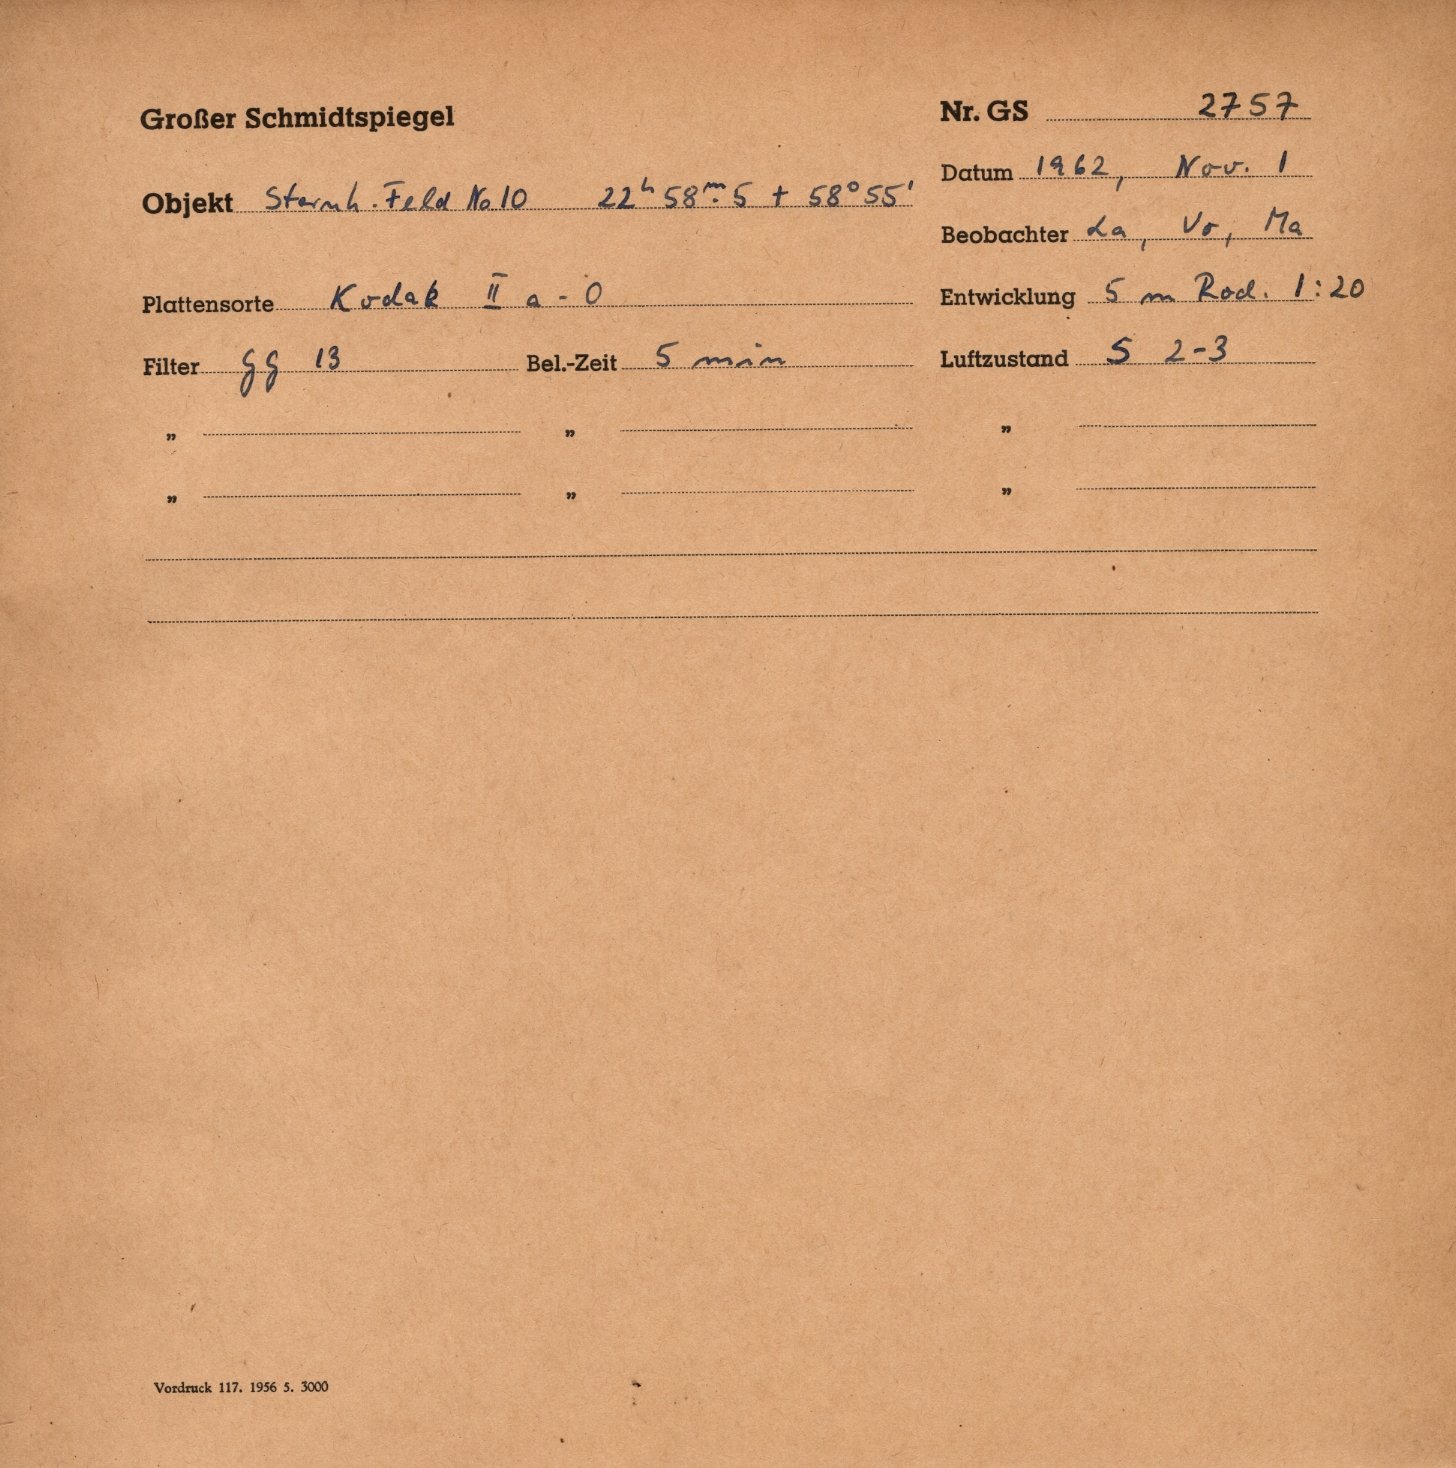 Großer Schmidtspiegel
Nr. GS 2757
Datum 1962, Nov. 1
Objekt Sternh. Feld No 10 22ʰ 58ᵐ.5 + 58° 55'
Beobachter La, Vo, Ma
Plattensorte Kodak II a - O
Entwicklung 5 m Rod. 1:20
Filter GG 13 Bel.-Zeit 5 min Luftzustand S 2-3
„ „ „
„ „ „
Vordruck 117. 1956 5. 3000